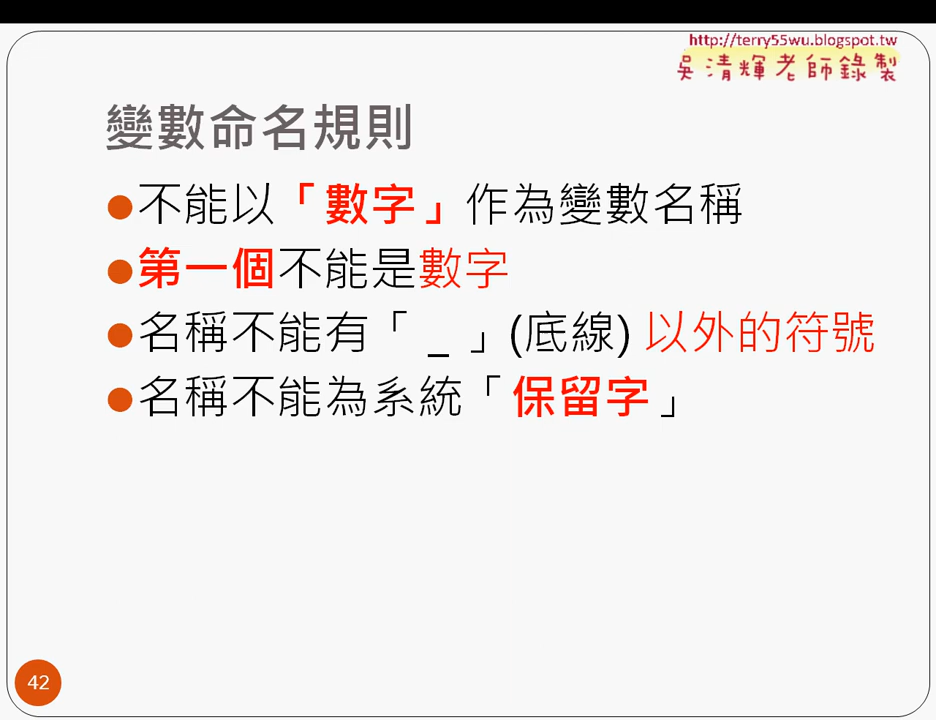 http://terry55wu.blogspot.tw
吳清輝老師錄製
變數命名規則
●不能以「數字」作為變數名稱
●第一個不能是數字
●名稱不能有「 _ 」(底線) 以外的符號
●名稱不能為系統「保留字」
42